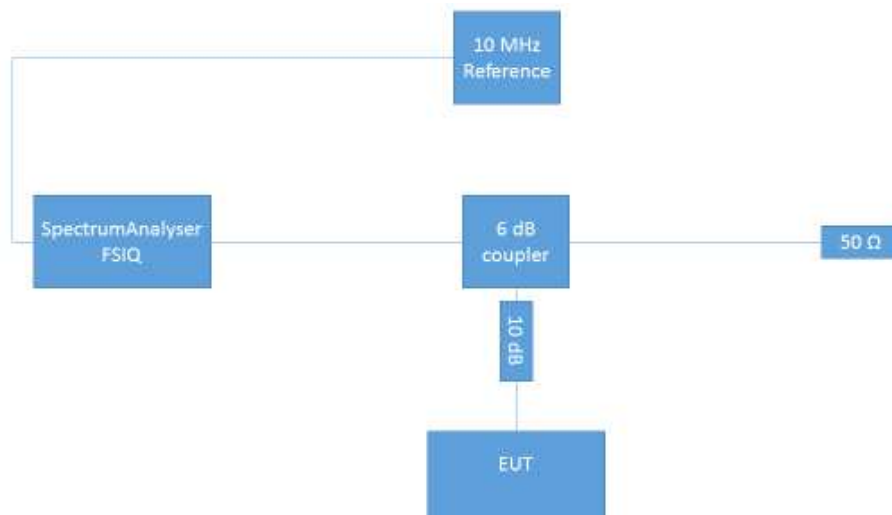 10 MHz
Reference
SpectrumAnalyser
FSIQ
6 dB
coupler
50 Ω
10 dB
EUT